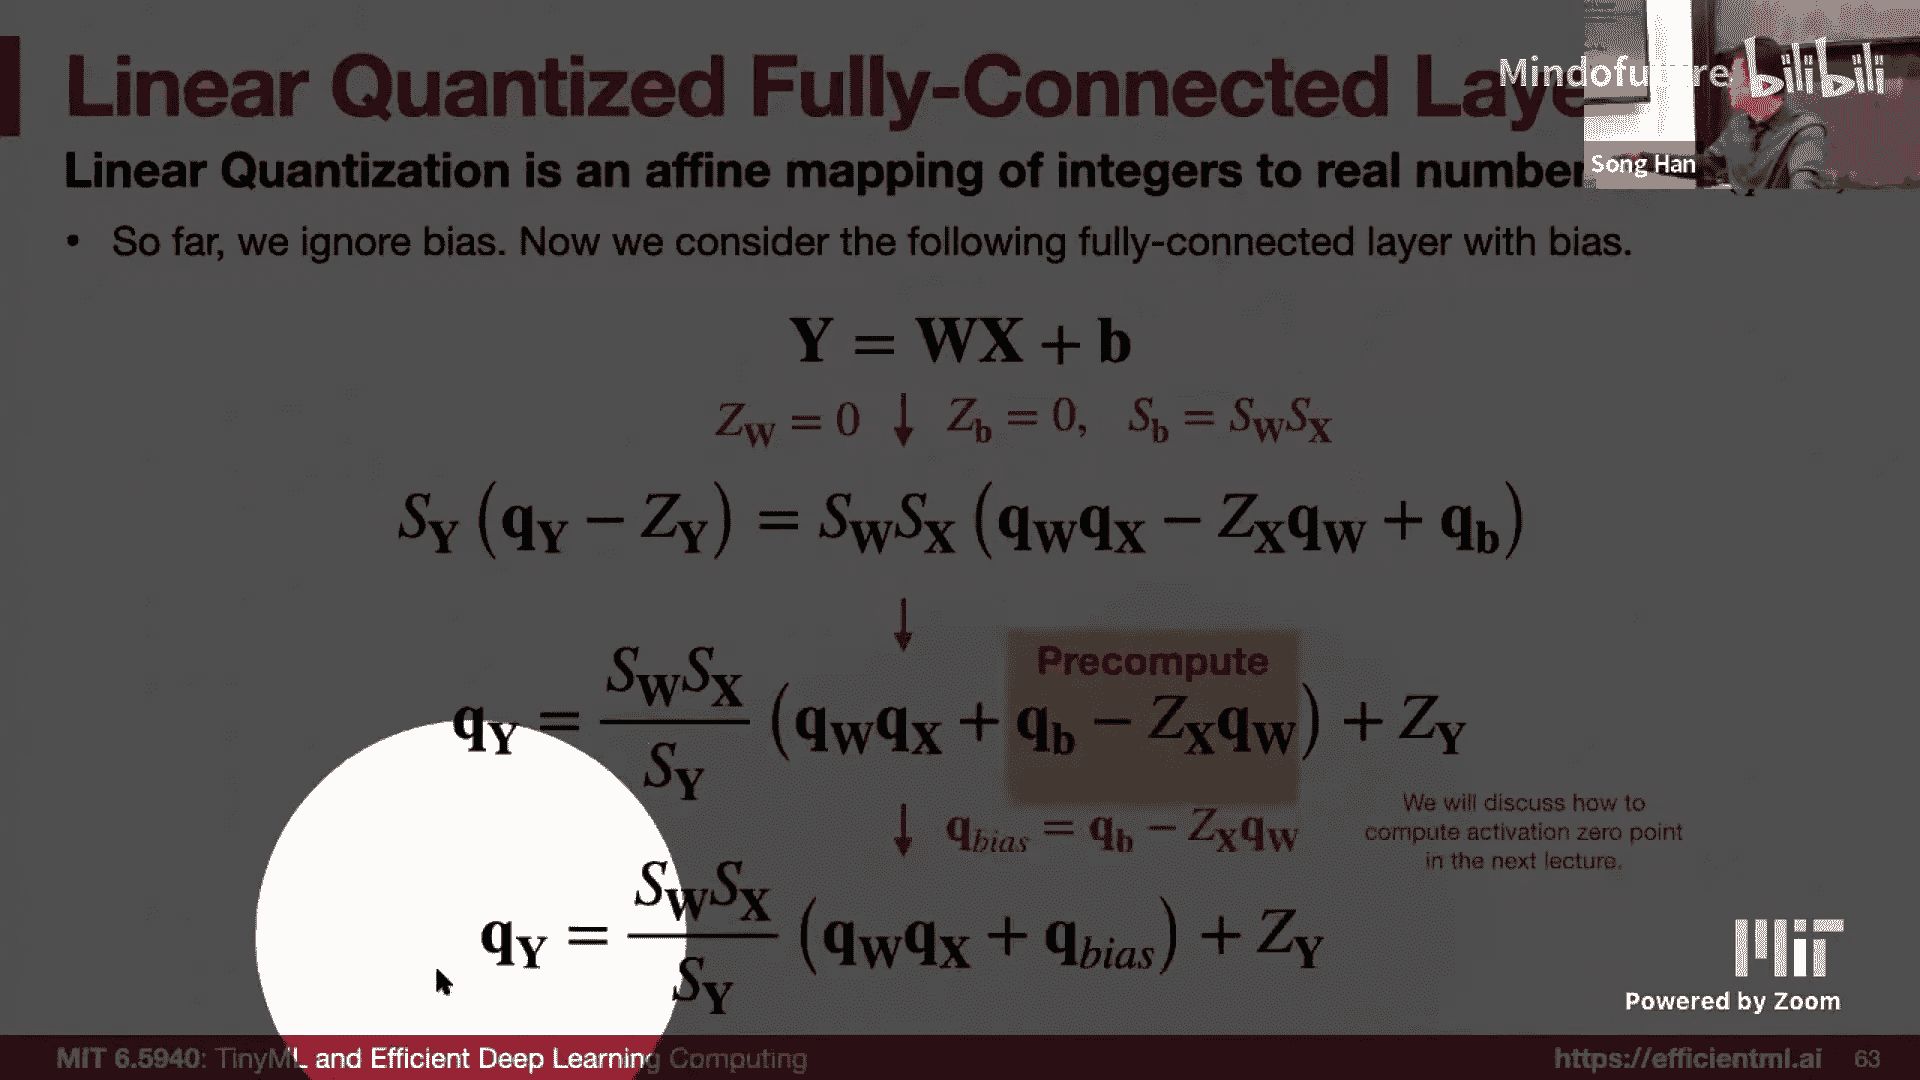 Linear Quantized Fully-Connected Laye
Mindofu re bilibili
Song Han
Linear Quantization is an affine mapping of integers to real number
• So far, we ignore bias. Now we consider the following fully-connected layer with bias.
Y = WX + b
Z_W = 0 ↓ Z_b = 0, S_b = S_W S_X
S_Y (q_Y − Z_Y) = S_W S_X (q_W q_X − Z_X q_W + q_b)
↓
Precompute
q_Y = S_W S_X / S_Y (q_W q_X + q_b − Z_X q_W) + Z_Y
↓ q_bias = q_b − Z_X q_W
We will discuss how to
compute activation zero point
in the next lecture.
q_Y = S_W S_X / S_Y (q_W q_X + q_bias) + Z_Y
MIT
Powered by Zoom
MIT 6.5940: TinyML and Efficient Deep Learning Computing
https://efficientml.ai 63